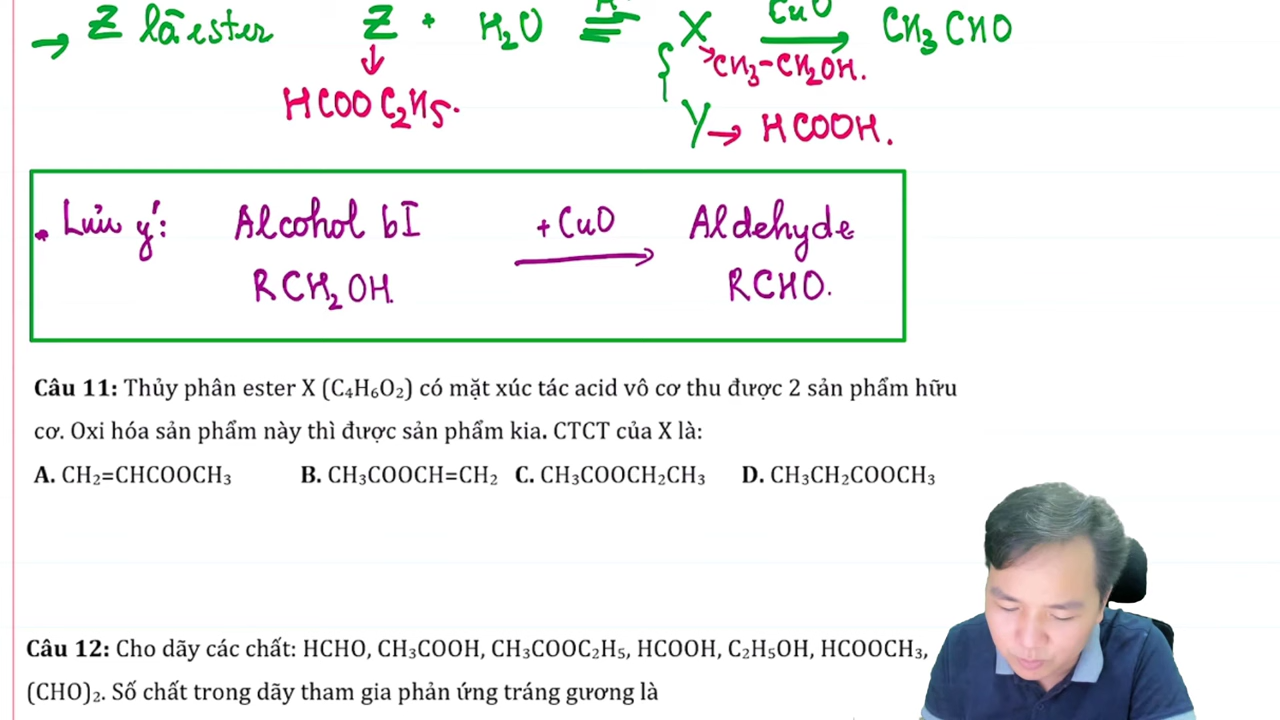 → Z là ester Z + H₂O ⇌ X CuO→ CH₃CHO
↓ {↘CH₃-CH₂OH.
HCOOC₂H₅. Y→ HCOOH.
• Lưu ý: Alcohol bI +CuO→ Aldehyde
RCH₂OH. RCHO.
Câu 11: Thủy phân ester X (C₄H₆O₂) có mặt xúc tác acid vô cơ thu được 2 sản phẩm hữu
cơ. Oxi hóa sản phẩm này thì được sản phẩm kia. CTCT của X là:
A. CH₂=CHCOOCH₃ B. CH₃COOCH=CH₂ C. CH₃COOCH₂CH₃ D. CH₃CH₂COOCH₃
Câu 12: Cho dãy các chất: HCHO, CH₃COOH, CH₃COOC₂H₅, HCOOH, C₂H₅OH, HCOOCH₃,
(CHO)₂. Số chất trong dãy tham gia phản ứng tráng gương là